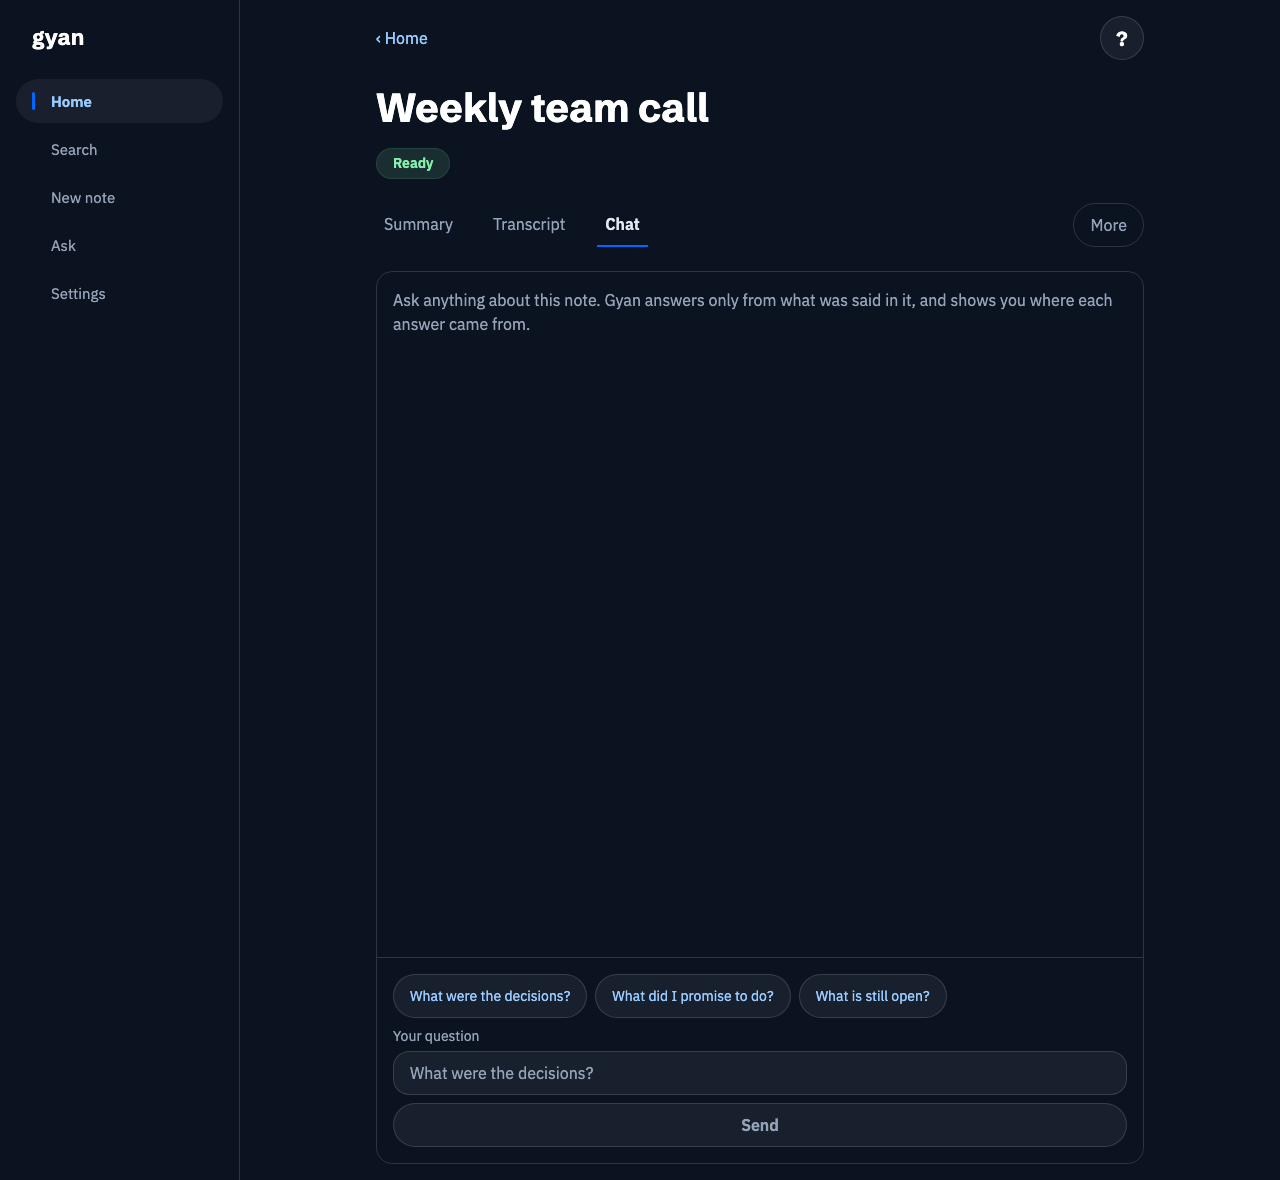 gyan
Home
Search
New note
Ask
Settings
‹ Home
?
Weekly team call
Ready
Summary
Transcript
Chat
More
Ask anything about this note. Gyan answers only from what was said in it, and shows you where each
answer came from.
What were the decisions?
What did I promise to do?
What is still open?
Your question
What were the decisions?
Send